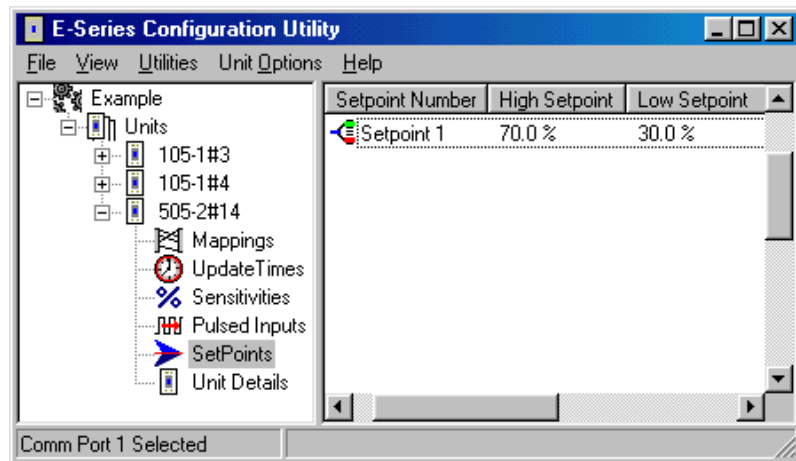 E-Series Configuration Utility
File View Utilities Unit Options Help
Example
Units
105-1#3
105-1#4
505-2#14
Mappings
UpdateTimes
Sensitivities
Pulsed Inputs
SetPoints
Unit Details
Setpoint Number High Setpoint Low Setpoint
Setpoint 1 70.0 % 30.0 %
Comm Port 1 Selected